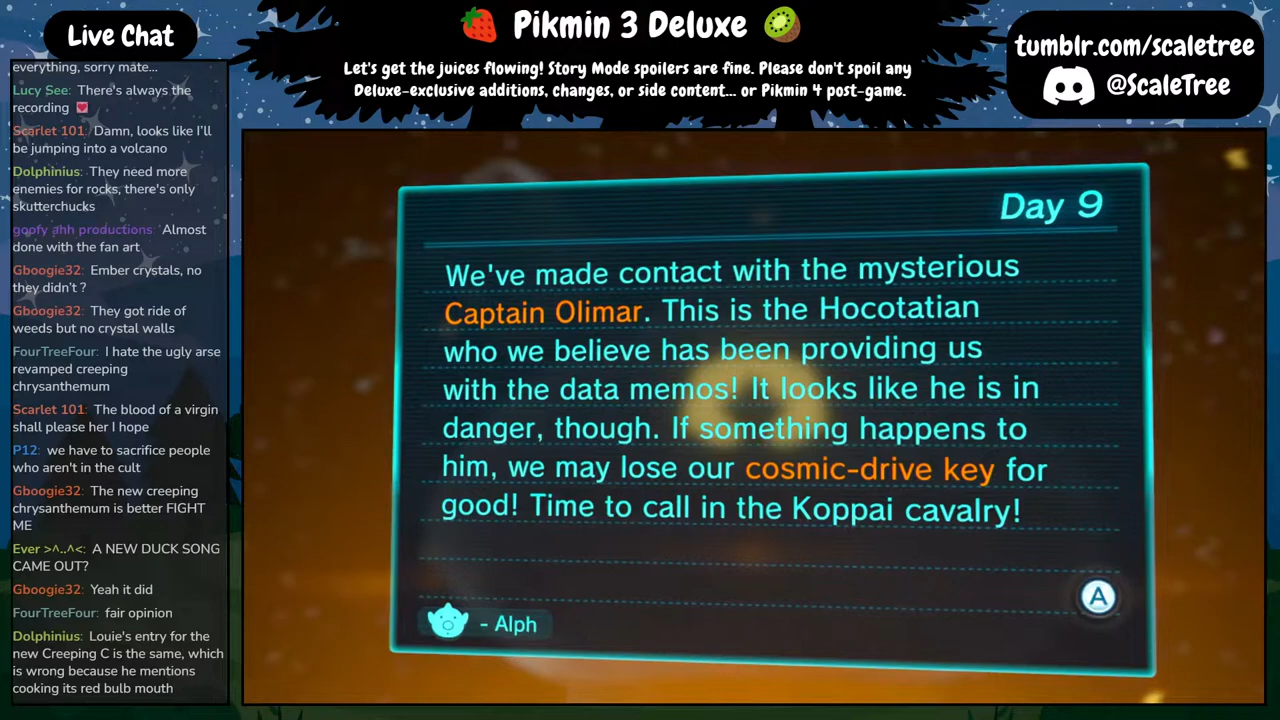 Live Chat
everything, sorry mate...
Lucy See: There's always the
recording
Scarlet 101: Damn, looks like I'll
be jumping into a volcano
Dolphinius: They need more
enemies for rocks, there's only
skutterchucks
goofy ahh productions: Almost
done with the fan art
Gboogie32: Ember crystals, no
they didn't ?
Gboogie32: They got ride of
weeds but no crystal walls
FourTreeFour: I hate the ugly arse
revamped creeping
chrysanthemum
Scarlet 101: The blood of a virgin
shall please her I hope
P12: we have to sacrifice people
who aren't in the cult
Gboogie32: The new creeping
chrysanthemum is better FIGHT
ME
Ever >^..^<: A NEW DUCK SONG
CAME OUT?
Gboogie32: Yeah it did
FourTreeFour: fair opinion
Dolphinius: Louie's entry for the
new Creeping C is the same, which
is wrong because he mentions
cooking its red bulb mouth
Pikmin 3 Deluxe
Let's get the juices flowing! Story Mode spoilers are fine. Please don't spoil any
Deluxe-exclusive additions, changes, or side content... or Pikmin 4 post-game.
tumblr.com/scaletree
@ScaleTree
Day 9
We've made contact with the mysterious
Captain Olimar. This is the Hocotatian
who we believe has been providing us
with the data memos! It looks like he is in
danger, though. If something happens to
him, we may lose our cosmic-drive key for
good! Time to call in the Koppai cavalry!
A
- Alph